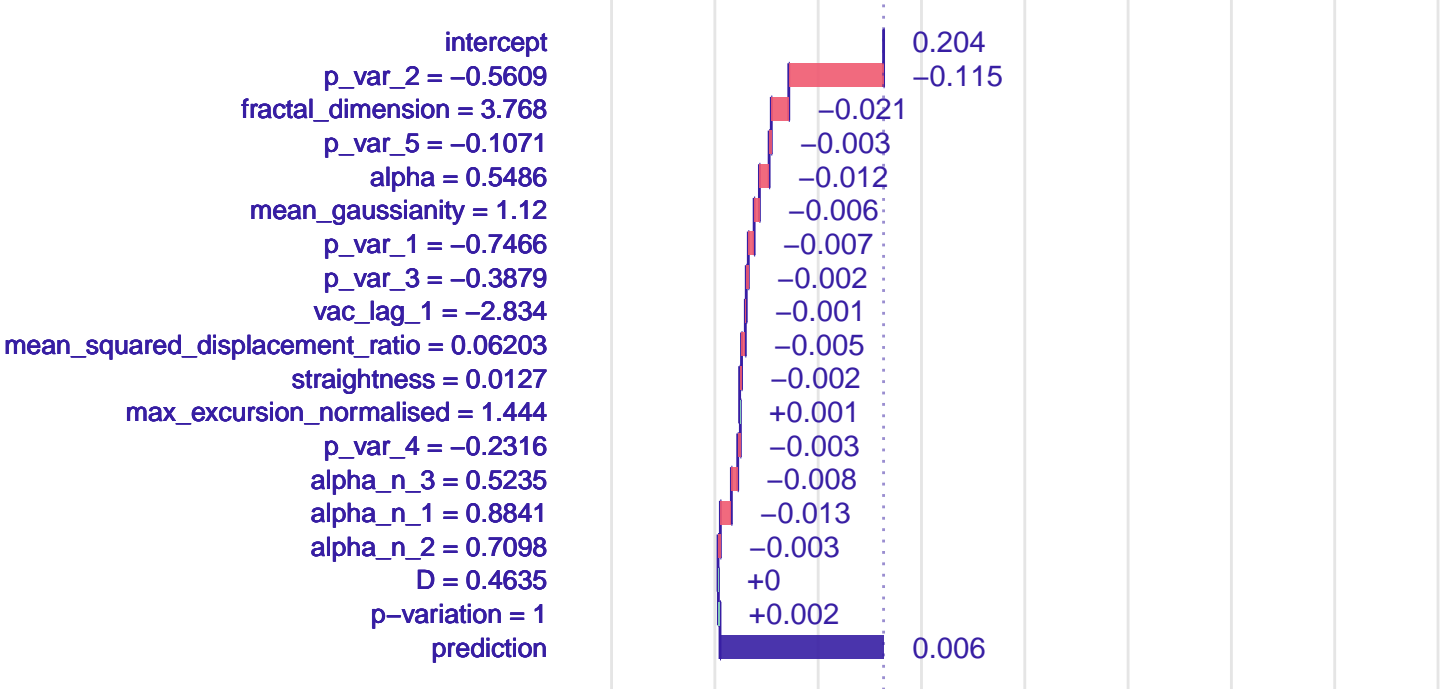 intercept 0.204
p_var_2 = −0.5609 −0.115
fractal_dimension = 3.768 −0.021
p_var_5 = −0.1071 −0.003
alpha = 0.5486 −0.012
mean_gaussianity = 1.12 −0.006
p_var_1 = −0.7466 −0.007
p_var_3 = −0.3879 −0.002
vac_lag_1 = −2.834 −0.001
mean_squared_displacement_ratio = 0.06203 −0.005
straightness = 0.0127 −0.002
max_excursion_normalised = 1.444 +0.001
p_var_4 = −0.2316 −0.003
alpha_n_3 = 0.5235 −0.008
alpha_n_1 = 0.8841 −0.013
alpha_n_2 = 0.7098 −0.003
D = 0.4635 +0
p−variation = 1 +0.002
prediction 0.006